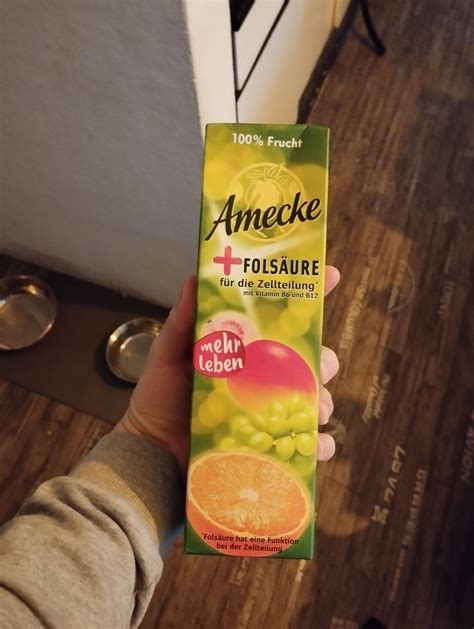 100% Frucht
Amecke
+FOLSÄURE
für die Zellteilung*
mit Vitamin B6 und B12
mehr
leben
*Folsäure hat eine Funktion
bei der Zellteilung